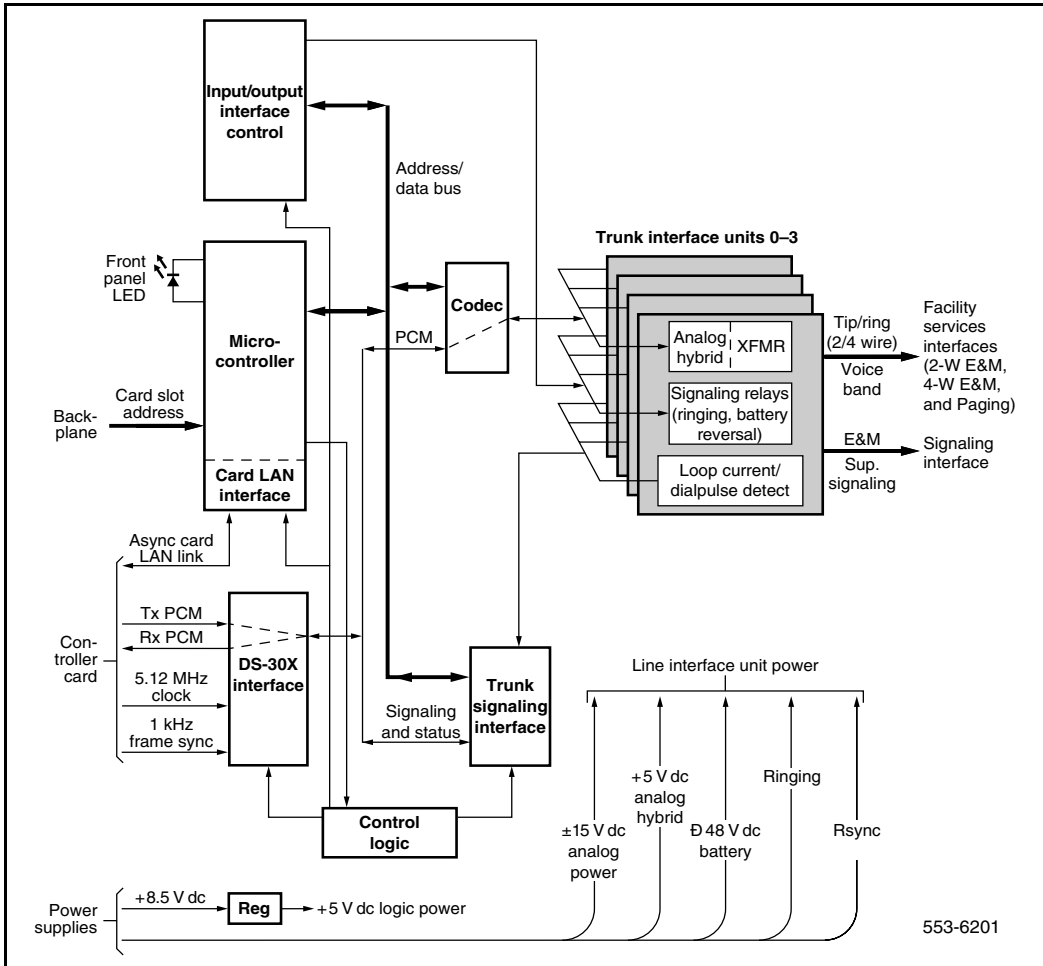 Input/output
interface
control
Address/
data bus
Trunk interface units 0–3
Front
panel
LED
Micro-
controller
Codec
PCM
Analog
hybrid
XFMR
Tip/ring
(2/4 wire)
Voice
band
Facility
services
interfaces
(2-W E&M,
4-W E&M,
and Paging)
Signaling relays
(ringing, battery
reversal)
Back-
plane
Card slot
address
E&M
Sup.
signaling
Signaling
interface
Loop current/
dialpulse detect
Card LAN
interface
Async card
LAN link
Con-
troller
card
Tx PCM
Rx PCM
5.12 MHz
clock
1 kHz
frame sync
DS-30X
interface
Signaling
and status
Trunk
signaling
interface
Line interface unit power
±15 V dc
analog
power
+5 V dc
analog
hybrid
Ð 48 V dc
battery
Ringing
Rsync
Control
logic
Power
supplies
+8.5 V dc
Reg
+5 V dc logic power
553-6201